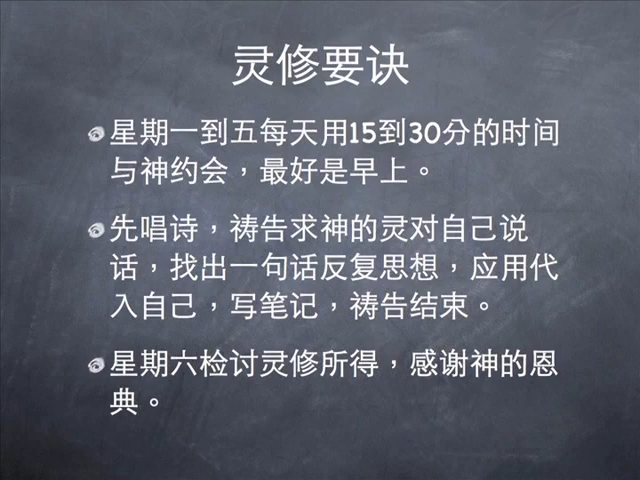 灵修要诀
星期一到五每天用15到30分的时间
与神约会，最好是早上。
先唱诗，祷告求神的灵对自己说
话，找出一句话反复思想，应用代
入自己，写笔记，祷告结束。
星期六检讨灵修所得，感谢神的恩
典。